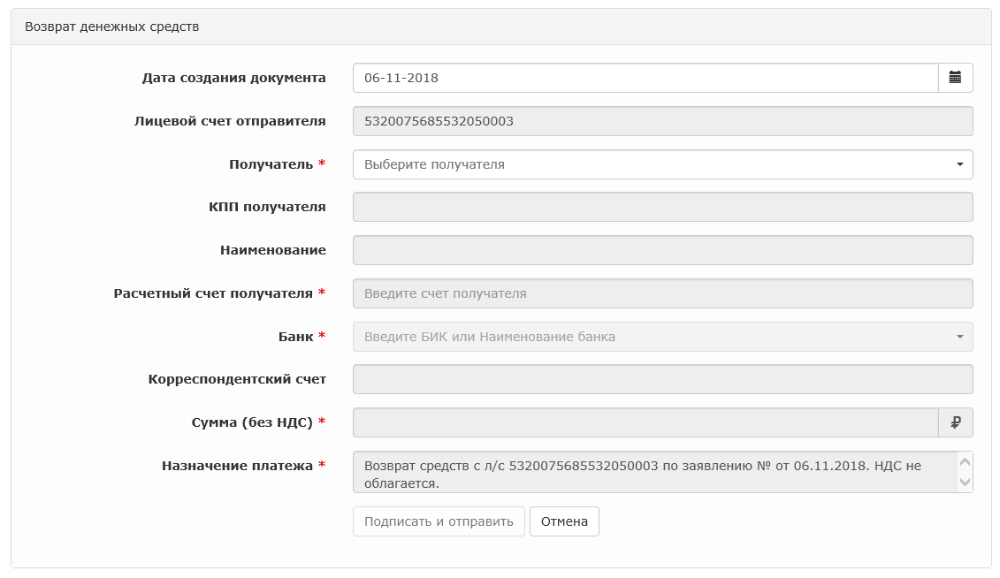 Возврат денежных средств
Дата создания документа 06-11-2018
Лицевой счет отправителя 5320075685532050003
Получатель * Выберите получателя
КПП получателя
Наименование
Расчетный счет получателя * Введите счет получателя
Банк * Введите БИК или Наименование банка
Корреспондентский счет
Сумма (без НДС) * ₽
Назначение платежа * Возврат средств с л/с 5320075685532050003 по заявлению № от 06.11.2018. НДС не
облагается.
Подписать и отправить Отмена